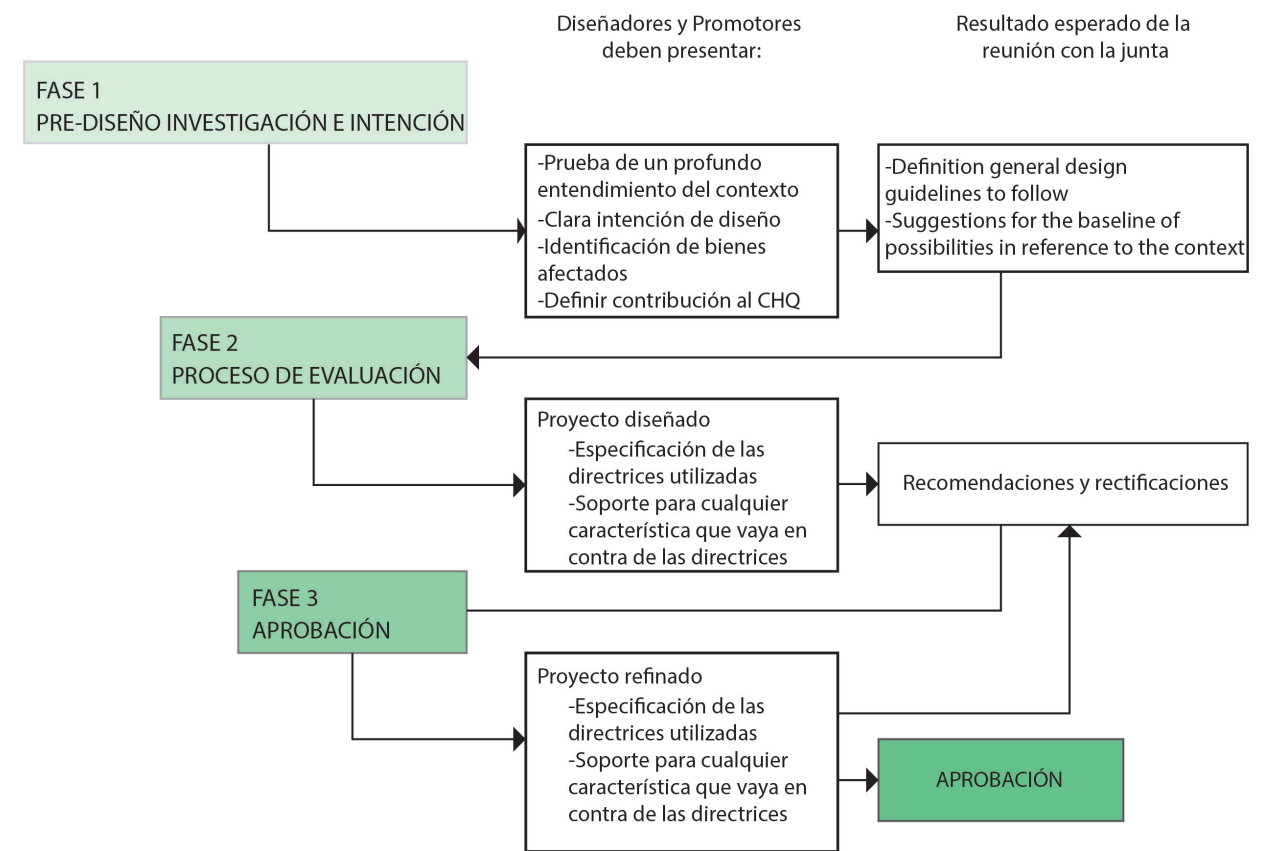 Diseñadores y Promotores
deben presentar:
Resultado esperado de la
reunión con la junta
FASE 1
PRE-DISEÑO INVESTIGACIÓN E INTENCIÓN
-Prueba de un profundo
entendimiento del contexto
-Clara intención de diseño
-Identificación de bienes
afectados
-Definir contribución al CHQ
-Definition general design
guidelines to follow
-Suggestions for the baseline of
possibilities in reference to the context
FASE 2
PROCESO DE EVALUACIÓN
Proyecto diseñado
-Especificación de las
directrices utilizadas
-Soporte para cualquier
característica que vaya en
contra de las directrices
Recomendaciones y rectificaciones
FASE 3
APROBACIÓN
Proyecto refinado
-Especificación de las
directrices utilizadas
-Soporte para cualquier
característica que vaya en
contra de las directrices
APROBACIÓN